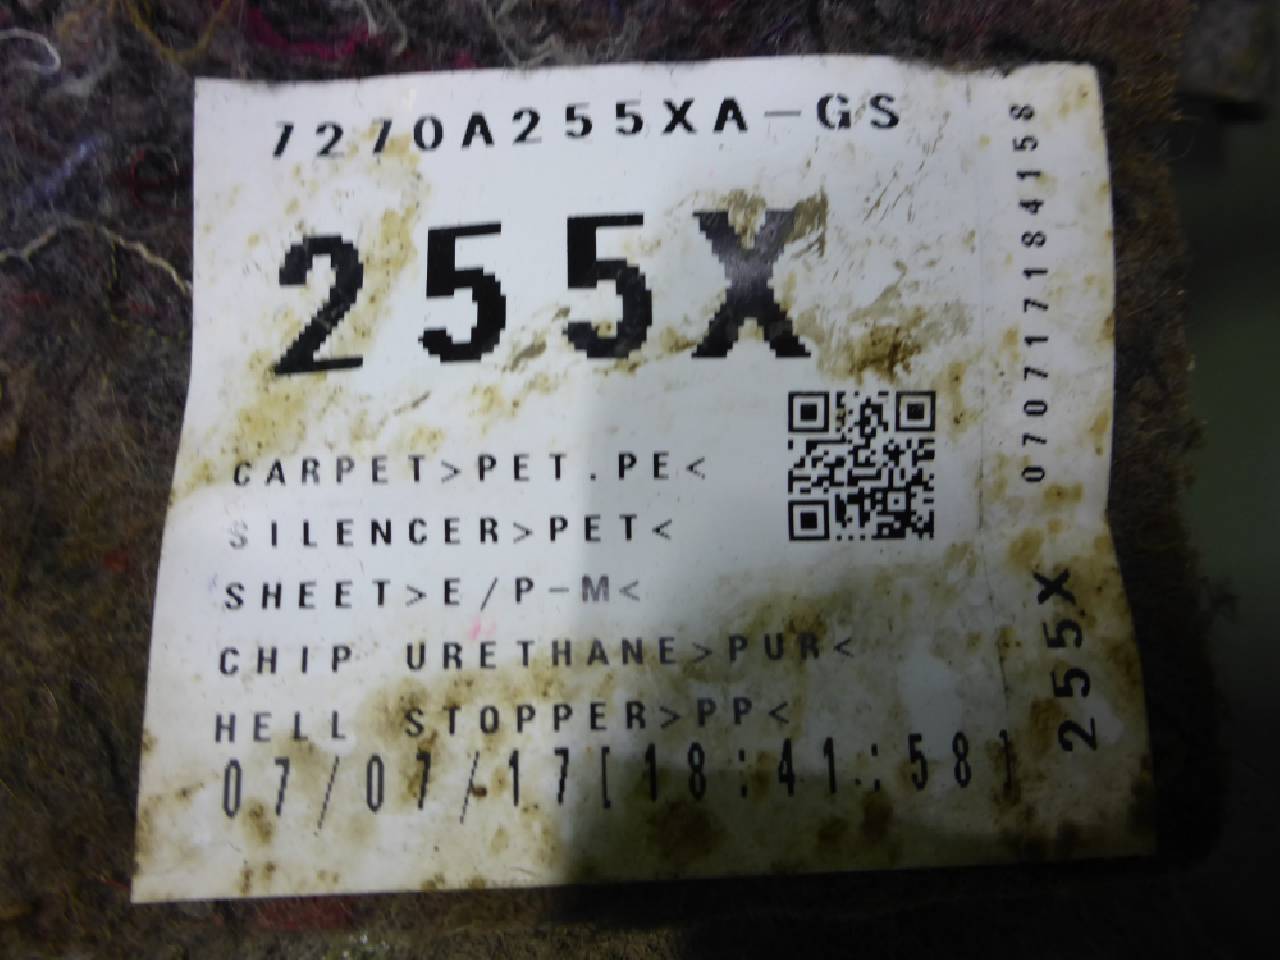 7270A255XA-GS
255X
CARPET>PET.PE<
SILENCER>PET<
SHEET>E/P-M<
CHIP URETHANE>PUR<
HELL STOPPER>PP<
07/07/17[18:41:58]
070717184158
255X